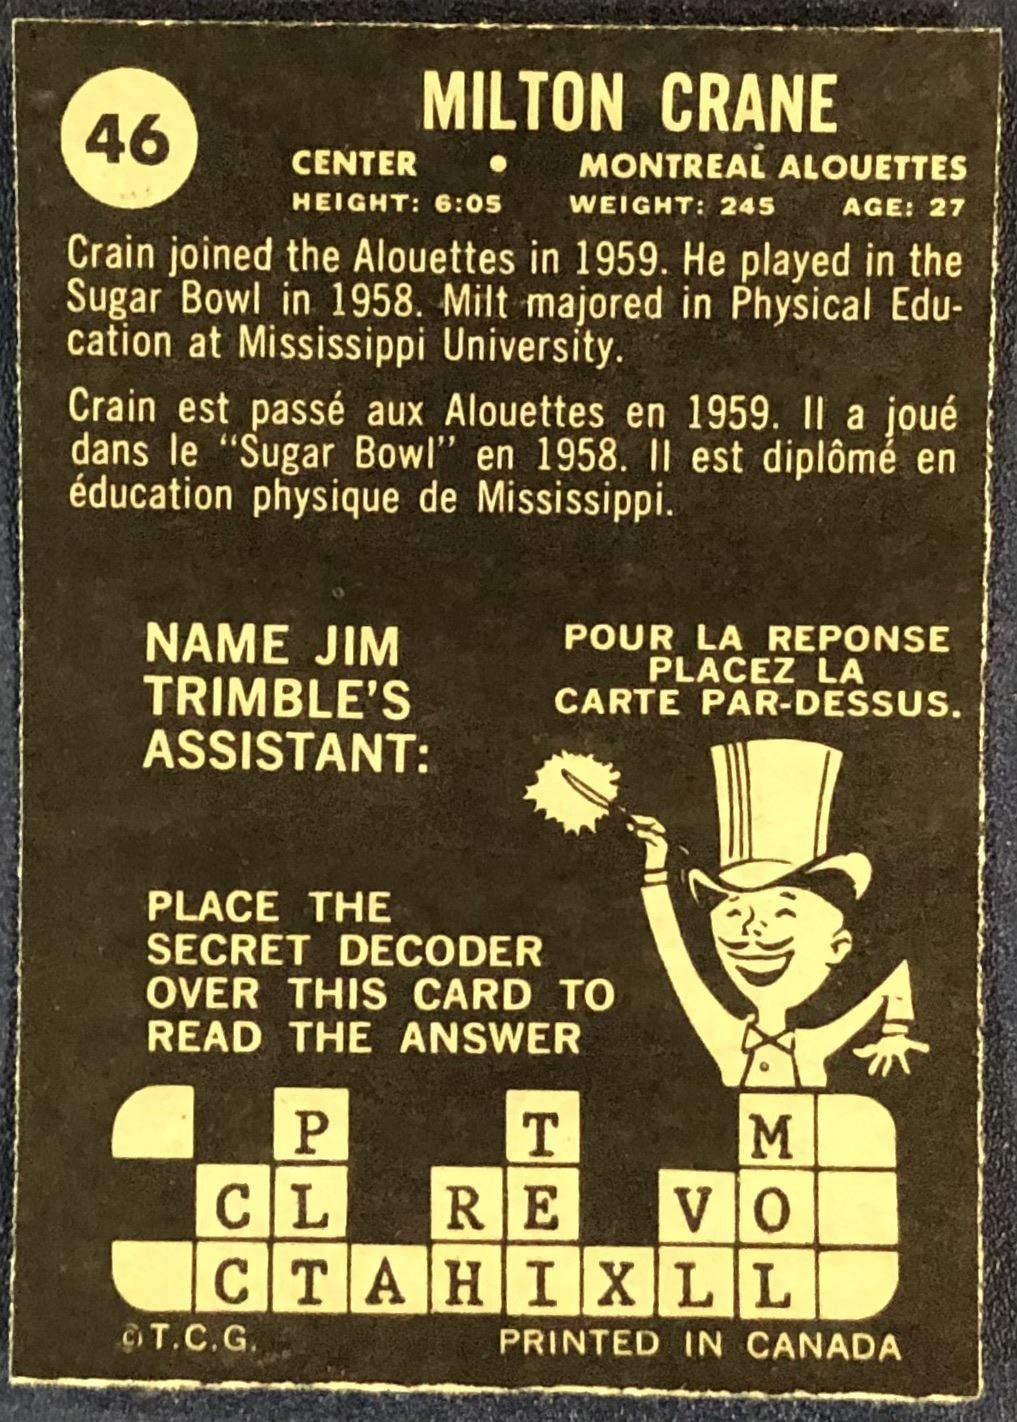 46
MILTON CRANE
CENTER • MONTREAL ALOUETTES
HEIGHT: 6:05 WEIGHT: 245 AGE: 27
Crain joined the Alouettes in 1959. He played in the
Sugar Bowl in 1958. Milt majored in Physical Edu-
cation at Mississippi University.
Crain est passé aux Alouettes en 1959. Il a joué
dans le “Sugar Bowl” en 1958. Il est diplômé en
éducation physique de Mississippi.
NAME JIM
TRIMBLE'S
ASSISTANT:
POUR LA REPONSE
PLACEZ LA
CARTE PAR-DESSUS.
PLACE THE
SECRET DECODER
OVER THIS CARD TO
READ THE ANSWER
P T M
C L R E V O
C T A H I X L L
© T.C.G. PRINTED IN CANADA